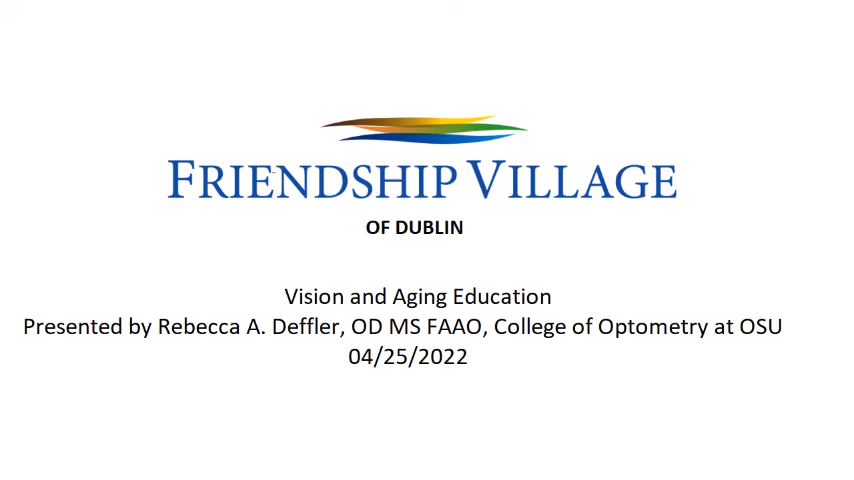 FRIENDSHIP VILLAGE
OF DUBLIN
Vision and Aging Education
Presented by Rebecca A. Deffler, OD MS FAAO, College of Optometry at OSU
04/25/2022